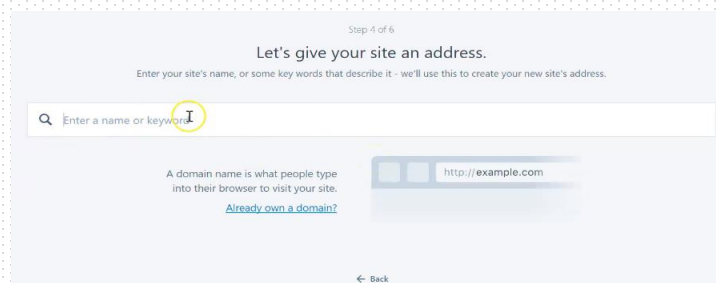 Step 4 of 6
Let's give your site an address.
Enter your site's name, or some key words that describe it - we'll use this to create your new site's address.
Enter a name or keyword
A domain name is what people type
into their browser to visit your site.
Already own a domain?
http://example.com
← Back